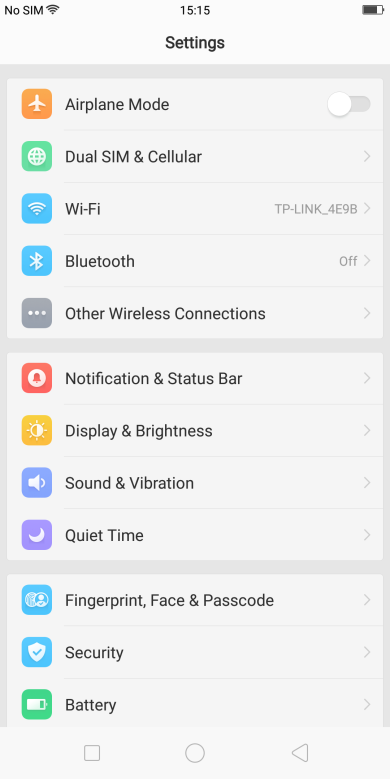 No SIM 15:15
Settings
Airplane Mode
Dual SIM & Cellular
Wi-Fi TP-LINK_4E9B
Bluetooth Off
Other Wireless Connections
Notification & Status Bar
Display & Brightness
Sound & Vibration
Quiet Time
Fingerprint, Face & Passcode
Security
Battery